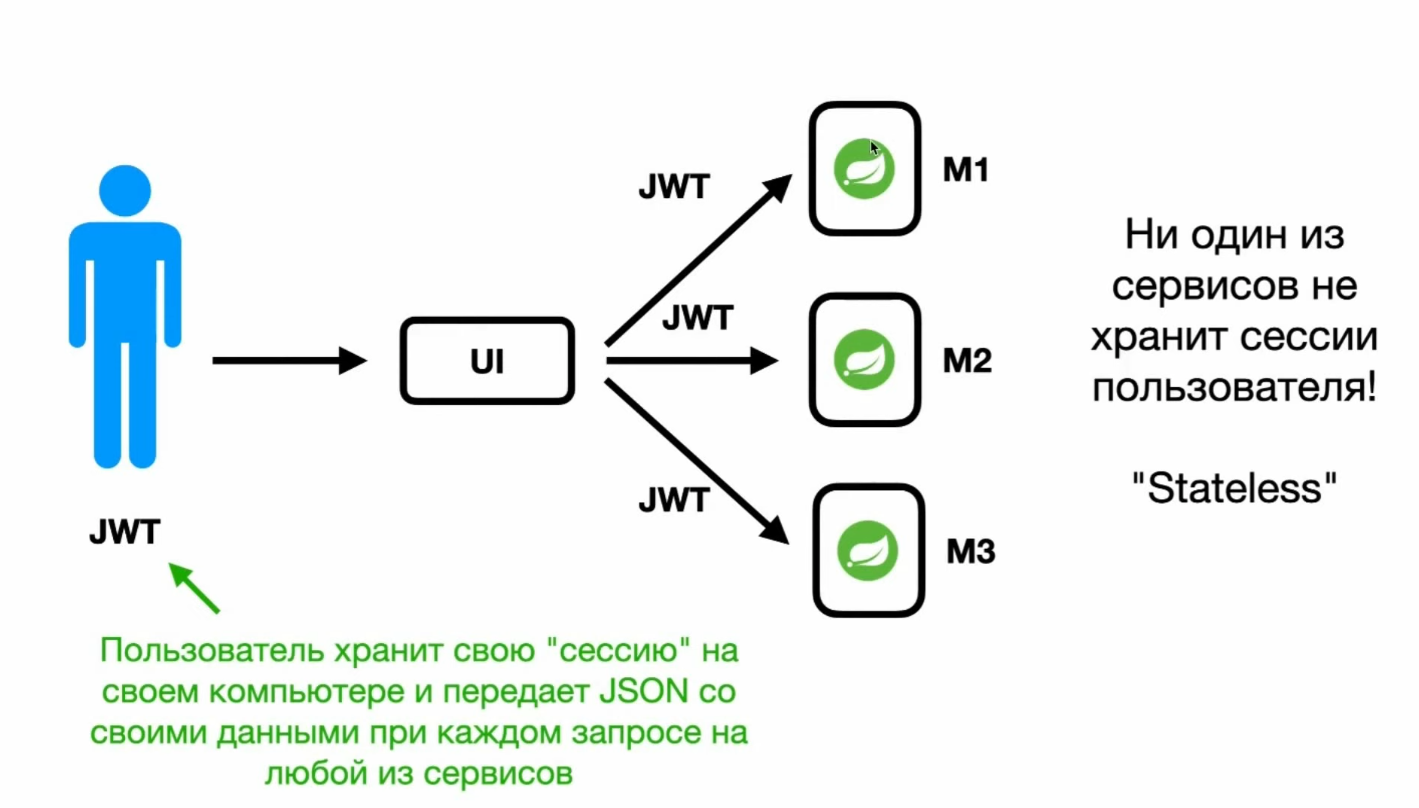 JWT
M1
Ни один из
сервисов не
хранит сессии
пользователя!
"Stateless"
JWT
UI
M2
JWT
M3
JWT
Пользователь хранит свою "сессию" на
своем компьютере и передает JSON со
своими данными при каждом запросе на
любой из сервисов